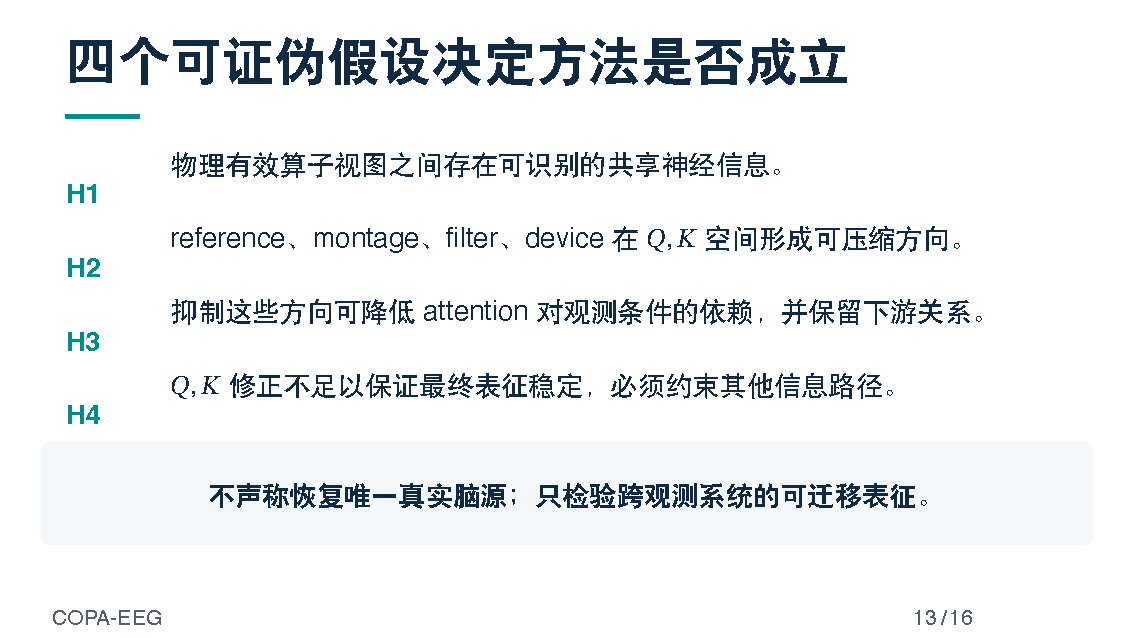 四个可证伪假设决定方法是否成立
物理有效算子视图之间存在可识别的共享神经信息。
H1
reference、montage、filter、device 在 Q, K 空间形成可压缩方向。
H2
抑制这些方向可降低 attention 对观测条件的依赖，并保留下游关系。
H3
Q, K 修正不足以保证最终表征稳定，必须约束其他信息路径。
H4
不声称恢复唯一真实脑源；只检验跨观测系统的可迁移表征。
COPA-EEG
13 / 16